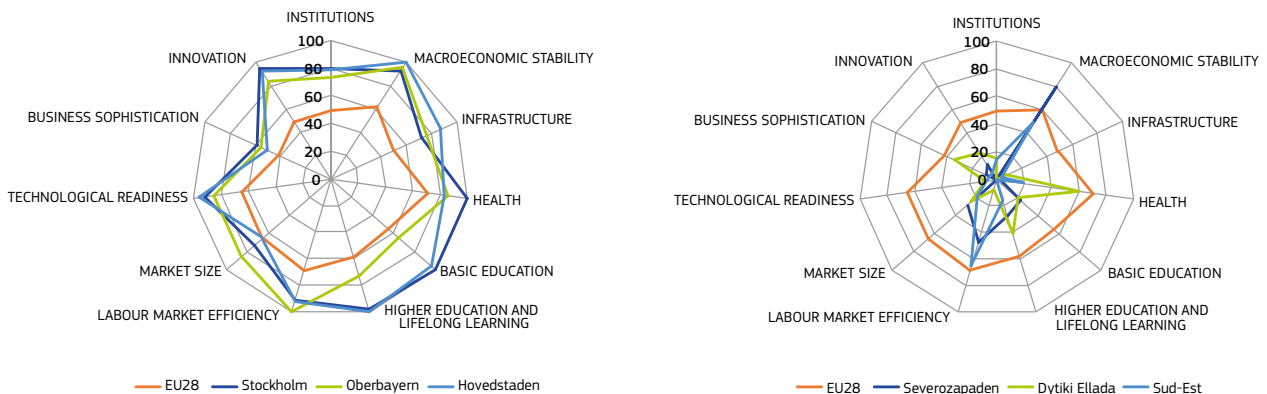 INSTITUTIONS
100
INNOVATION
MACROECONOMIC STABILITY
80
60
BUSINESS SOPHISTICATION
INFRASTRUCTURE
40
20
TECHNOLOGICAL READINESS
0
HEALTH
MARKET SIZE
BASIC EDUCATION
LABOUR MARKET EFFICIENCY
HIGHER EDUCATION AND
LIFELONG LEARNING
EU28
Stockholm
Oberbayern
Hovedstaden
INSTITUTIONS
100
INNOVATION
MACROECONOMIC STABILITY
80
60
BUSINESS SOPHISTICATION
INFRASTRUCTURE
40
20
TECHNOLOGICAL READINESS
0
HEALTH
MARKET SIZE
BASIC EDUCATION
LABOUR MARKET EFFICIENCY
HIGHER EDUCATION AND
LIFELONG LEARNING
EU28
Severozapaden
Dytiki Ellada
Sud-Est